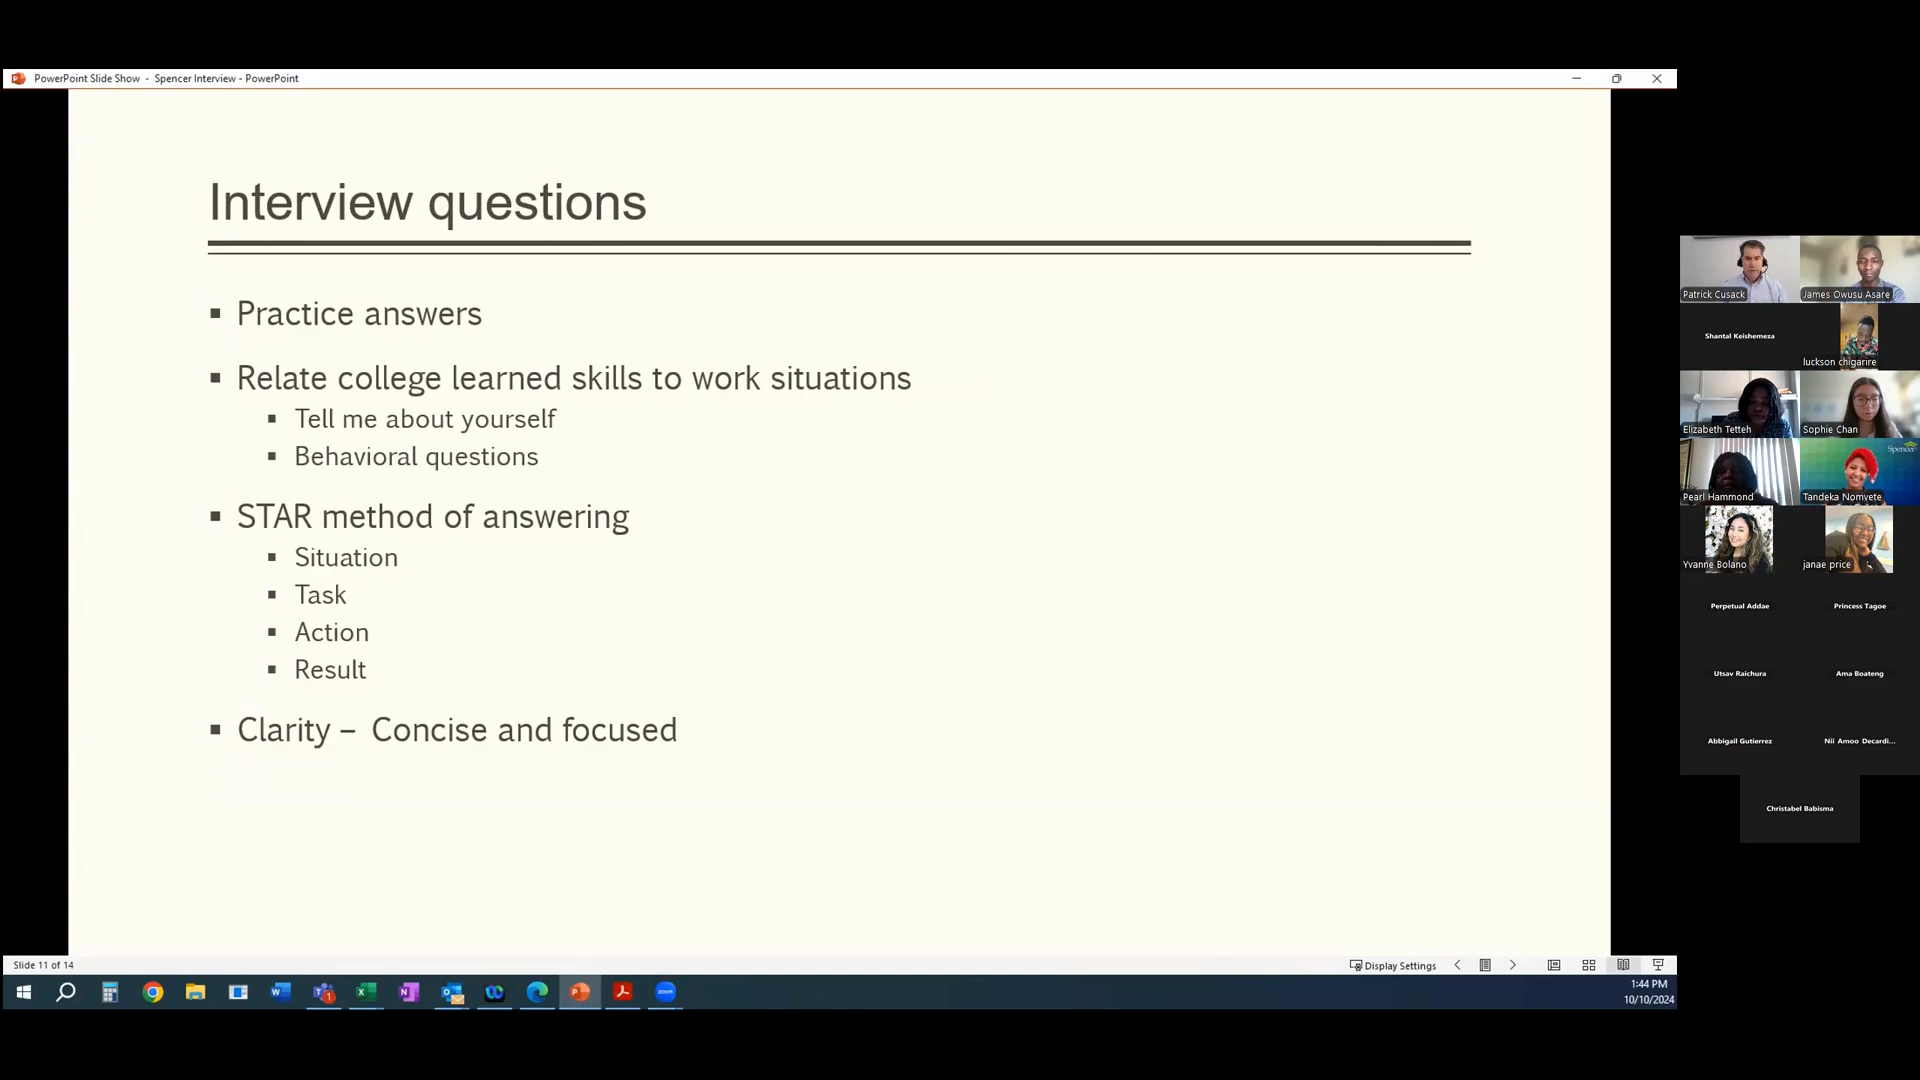 PowerPoint Slide Show - Spencer Interview - PowerPoint
Interview questions
Practice answers
Relate college learned skills to work situations
Tell me about yourself
Behavioral questions
STAR method of answering
Situation
Task
Action
Result
Clarity – Concise and focused
Slide 11 of 14
Display Settings
1:44 PM
10/10/2024
Patrick Cusack
James Owusu Asare
Shantal Keishemeza
luckson chigarire
Elizabeth Tetteh
Sophie Chan
Spencer
Pearl Hammond
Tandeka Nomvete
Yvanne Bolano
janae price
Perpetual Addae
Princess Tagoe
Utsav Raichura
Ama Boateng
Abbigail Gutierrez
Nii Amoo Decardi...
Christabel Babisma